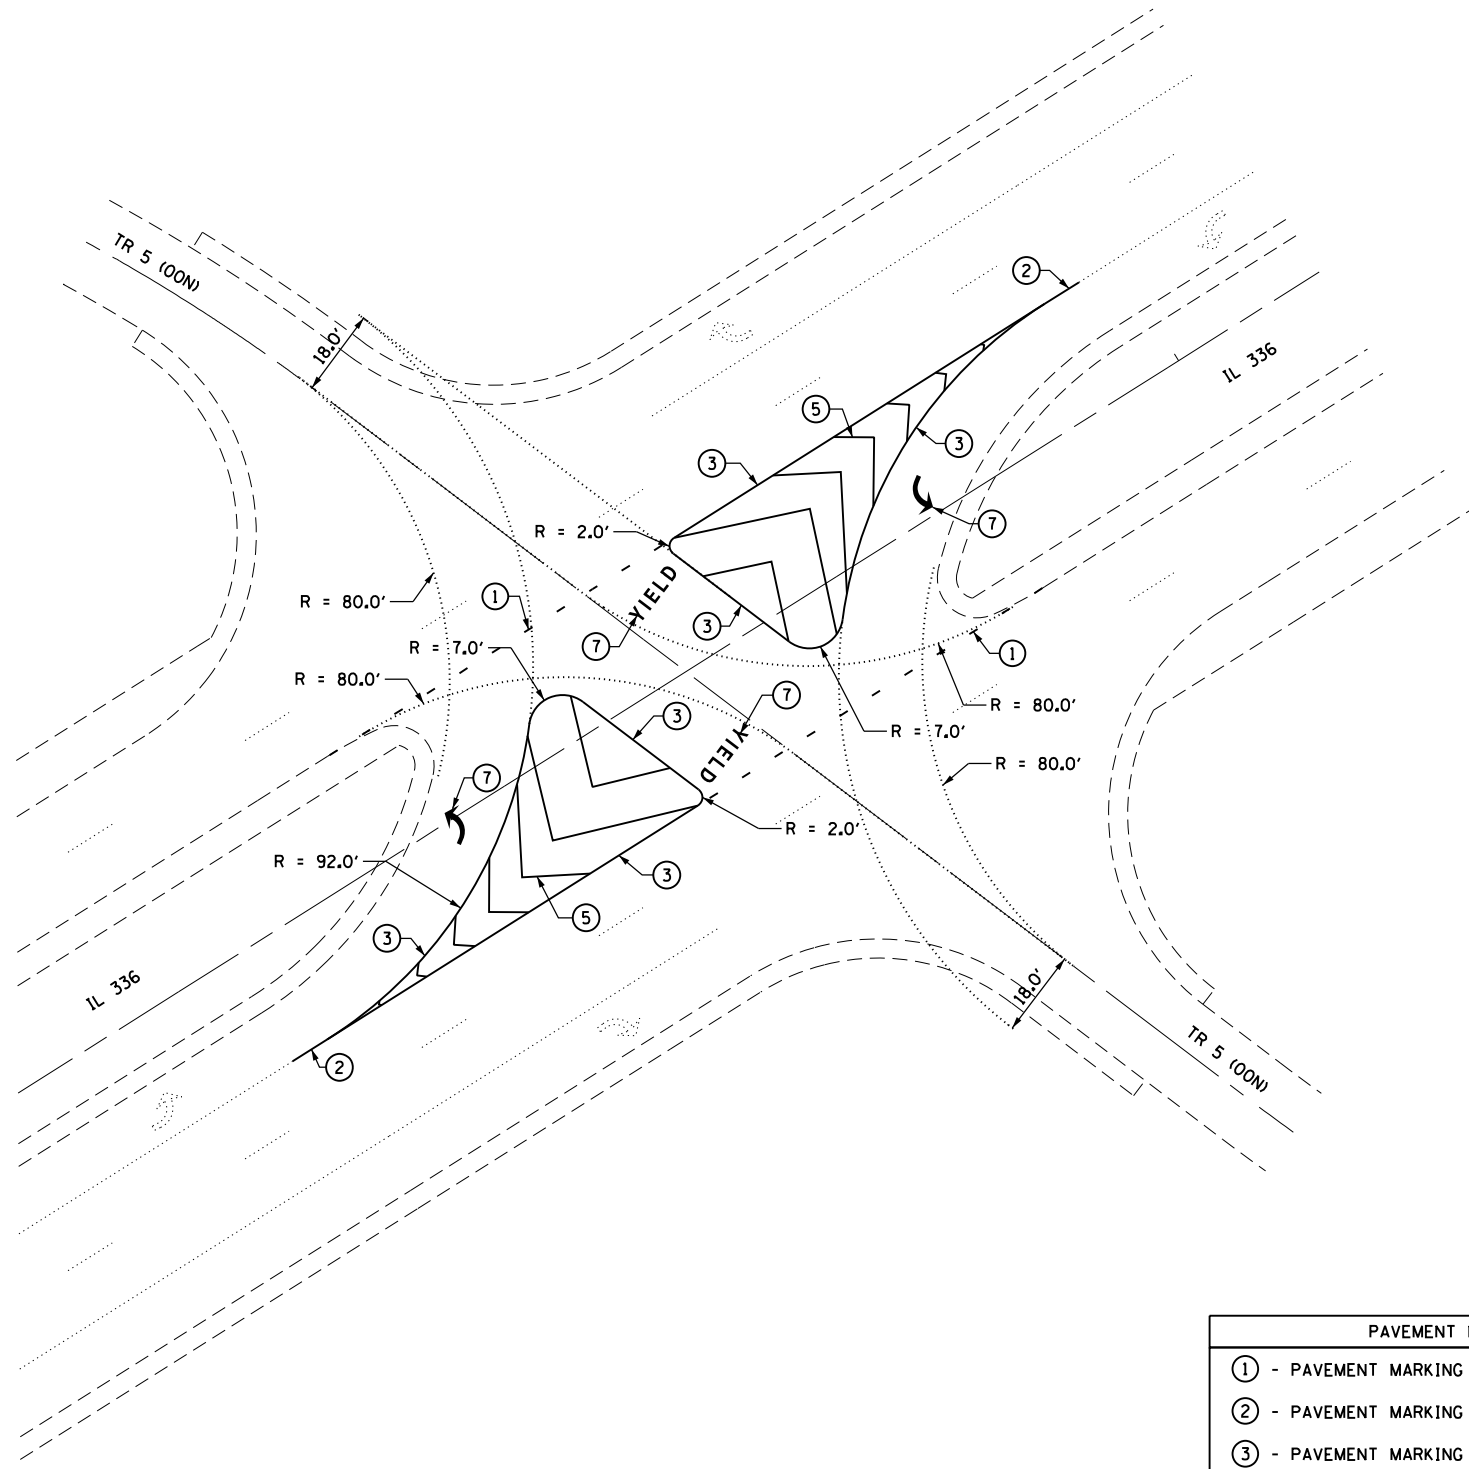 TR 5 (00N)
18.0'
2
IL 336
5
3
3
7
R = 2.0'
YIELD
R = 80.0'
1
3
7
1
R = 7.0'
R = 80.0'
7
3
R = 80.0'
R = 7.0'
YIELD
R = 80.0'
7
R = 2.0'
R = 92.0'
3
5
3
IL 336
18.0'
2
TR 5 (00N)
PAVEMENT
1 - PAVEMENT MARKING
2 - PAVEMENT MARKING
3 - PAVEMENT MARKING